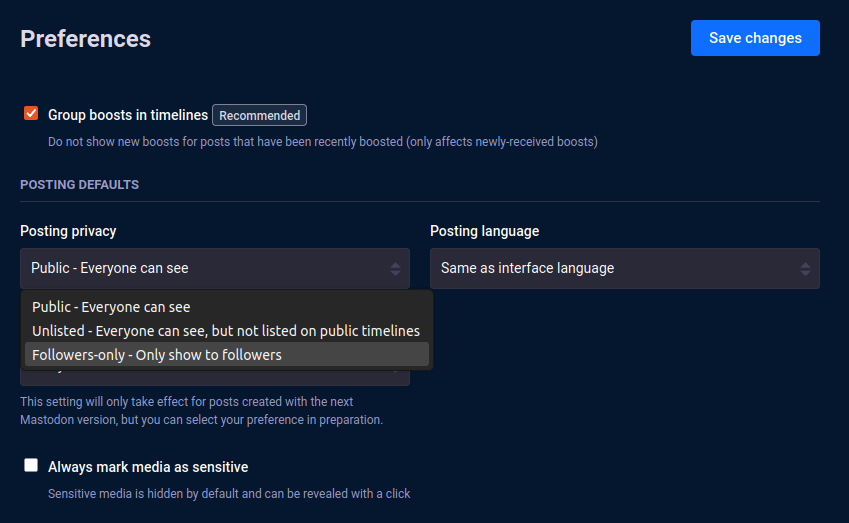 Preferences
Save changes
Group boosts in timelines Recommended
Do not show new boosts for posts that have been recently boosted (only affects newly-received boosts)
POSTING DEFAULTS
Posting privacy
Posting language
Public - Everyone can see
Same as interface language
Public - Everyone can see
Unlisted - Everyone can see, but not listed on public timelines
Followers-only - Only show to followers
This setting will only take effect for posts created with the next
Mastodon version, but you can select your preference in preparation.
Always mark media as sensitive
Sensitive media is hidden by default and can be revealed with a click